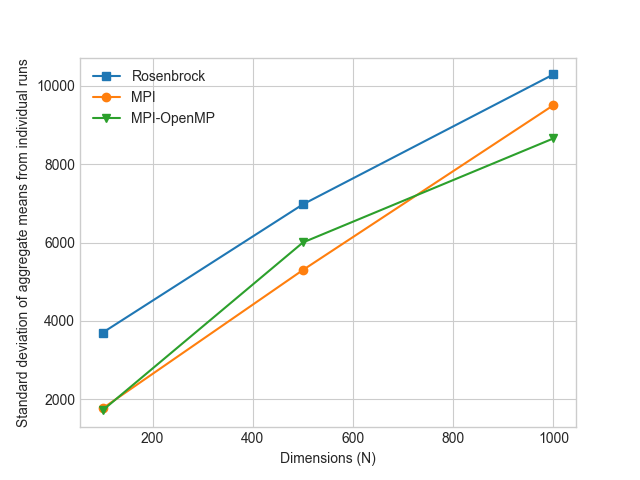 Standard deviation of aggregate means from individual runs
10000
8000
6000
4000
2000
Rosenbrock
MPI
MPI-OpenMP
200
400
600
800
1000
Dimensions (N)